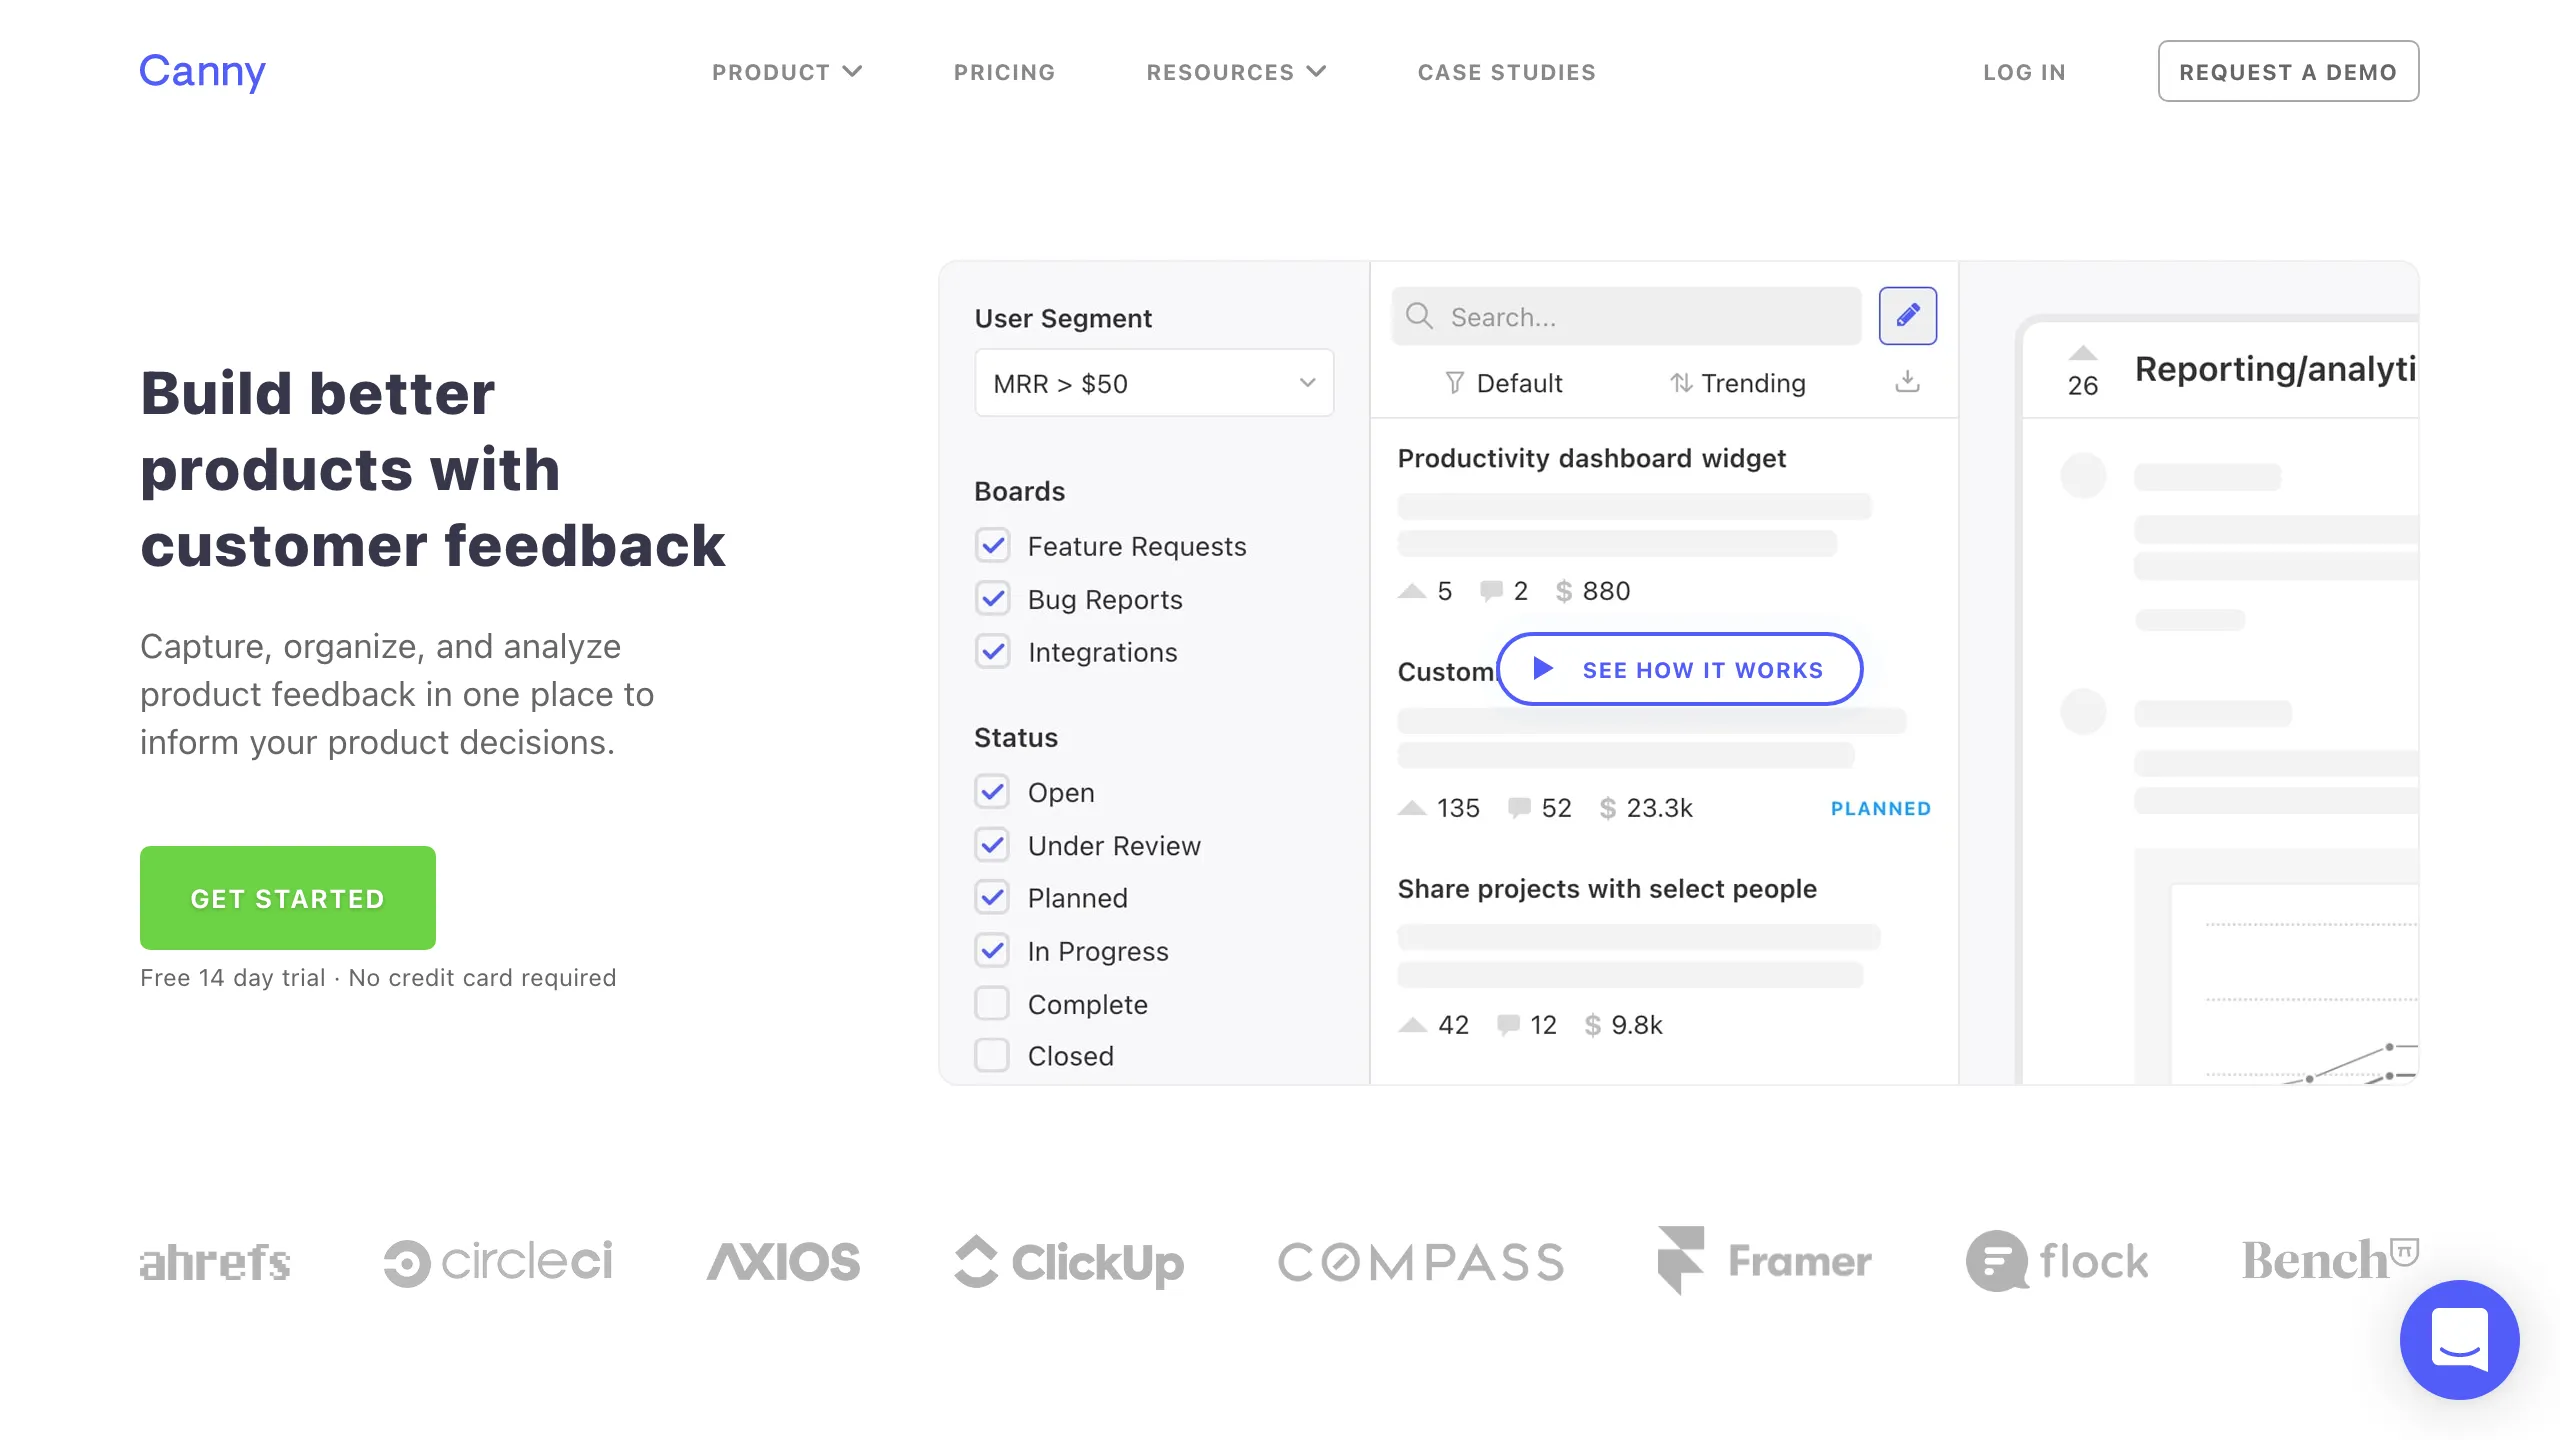 Canny
PRODUCT
PRICING
RESOURCES
CASE STUDIES
LOG IN
REQUEST A DEMO
Build better
products with
customer feedback
Capture, organize, and analyze
product feedback in one place to
inform your product decisions.
GET STARTED
Free 14 day trial · No credit card required
User Segment
MRR > $50
Boards
Feature Requests
Bug Reports
Integrations
Status
Open
Under Review
Planned
In Progress
Complete
Closed
Search...
Default
Trending
Productivity dashboard widget
5 2 $ 880
Custom
SEE HOW IT WORKS
135 52 $ 23.3k
PLANNED
Share projects with select people
42 12 $ 9.8k
26
Reporting/analyti
ahrefs
circleci
AXIOS
ClickUp
COMPASS
Framer
flock
Bench